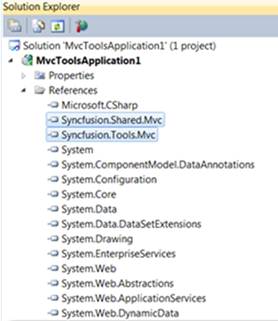 Solution Explorer
Solution 'MvcToolsApplication1' (1 project)
MvcToolsApplication1
Properties
References
Microsoft.CSharp
Syncfusion.Shared.Mvc
Syncfusion.Tools.Mvc
System
System.ComponentModel.DataAnnotations
System.Configuration
System.Core
System.Data
System.Data.DataSetExtensions
System.Drawing
System.EnterpriseServices
System.Web
System.Web.Abstractions
System.Web.ApplicationServices
System.Web.DynamicData